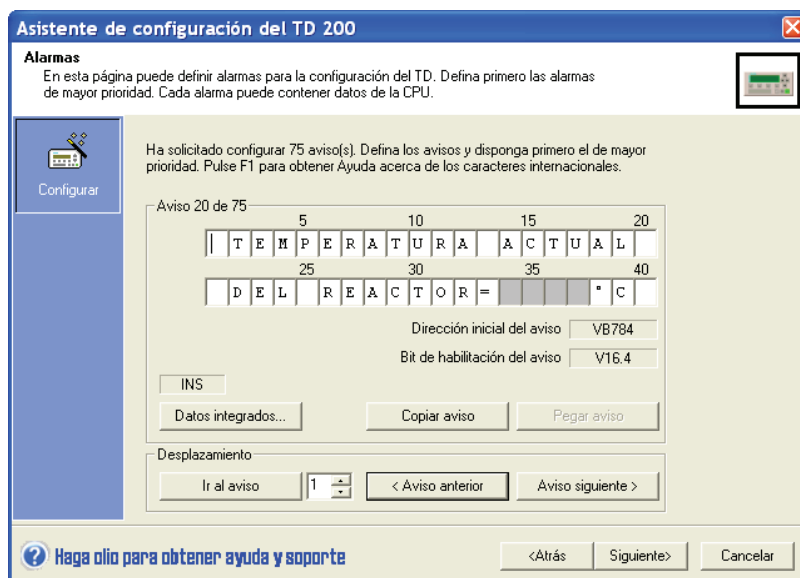 Asistente de configuración del TD 200
Alarmas
En esta página puede definir alarmas para la configuración del TD. Defina primero las alarmas
de mayor prioridad. Cada alarma puede contener datos de la CPU.
Configurar
Ha solicitado configurar 75 aviso(s). Defina los avisos y disponga primero el de mayor
prioridad. Pulse F1 para obtener Ayuda acerca de los caracteres internacionales.
Aviso 20 de 75
5 10 15 20
TEMPERATURA ACTUAL
25 30 35 40
DEL REACTOR= °C
Dirección inicial del aviso VB784
Bit de habilitación del aviso V16.4
INS
Datos integrados... Copiar aviso Pegar aviso
Desplazamiento
Ir al aviso 1 < Aviso anterior Aviso siguiente >
Haga olio para obtener ayuda y soporte
<Atrás Siguiente> Cancelar